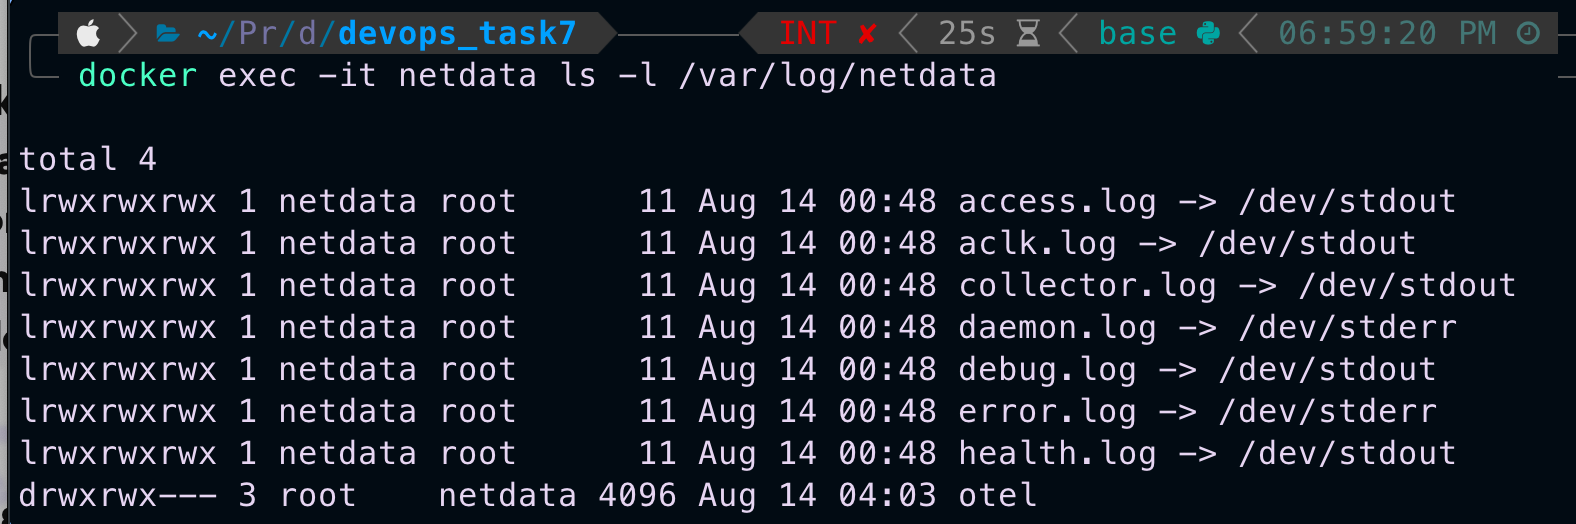 ~/Pr/d/devops_task7 INT ✘ 25s base 06:59:20 PM
docker exec -it netdata ls -l /var/log/netdata
total 4
lrwxrwxrwx 1 netdata root 11 Aug 14 00:48 access.log -> /dev/stdout
lrwxrwxrwx 1 netdata root 11 Aug 14 00:48 aclk.log -> /dev/stdout
lrwxrwxrwx 1 netdata root 11 Aug 14 00:48 collector.log -> /dev/stdout
lrwxrwxrwx 1 netdata root 11 Aug 14 00:48 daemon.log -> /dev/stderr
lrwxrwxrwx 1 netdata root 11 Aug 14 00:48 debug.log -> /dev/stdout
lrwxrwxrwx 1 netdata root 11 Aug 14 00:48 error.log -> /dev/stderr
lrwxrwxrwx 1 netdata root 11 Aug 14 00:48 health.log -> /dev/stdout
drwxrwx--- 3 root netdata 4096 Aug 14 04:03 otel